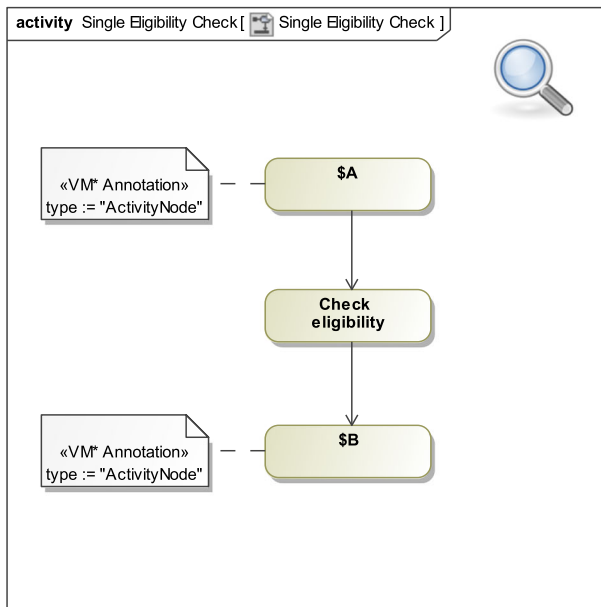 activity Single Eligibility Check [ Single Eligibility Check ]
«VM* Annotation»
type := "ActivityNode"
$A
Check
eligibility
«VM* Annotation»
type := "ActivityNode"
$B